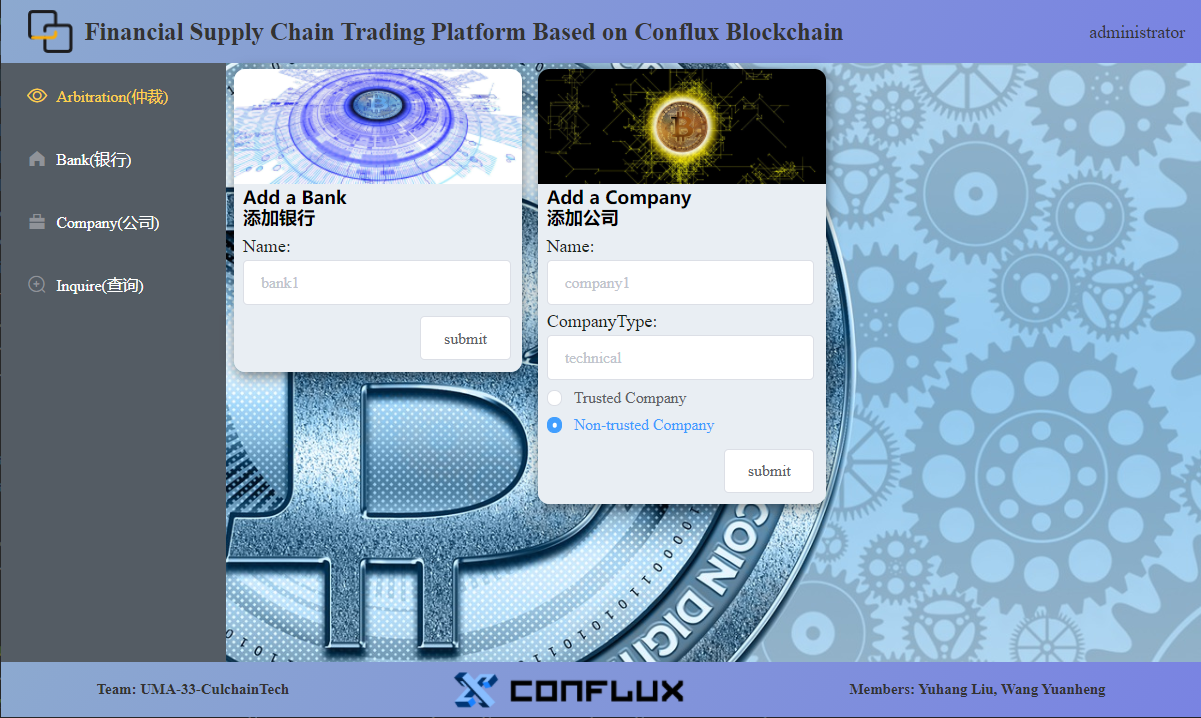 Financial Supply Chain Trading Platform Based on Conflux Blockchain
administrator
Arbitration(仲裁)
Bank(银行)
Company(公司)
Inquire(查询)
Add a Bank
添加银行
Name:
bank1
submit
Add a Company
添加公司
Name:
company1
CompanyType:
technical
Trusted Company
Non-trusted Company
submit
COIN DIGI
Team: UMA-33-CulchainTech
CONFLUX
Members: Yuhang Liu, Wang Yuanheng